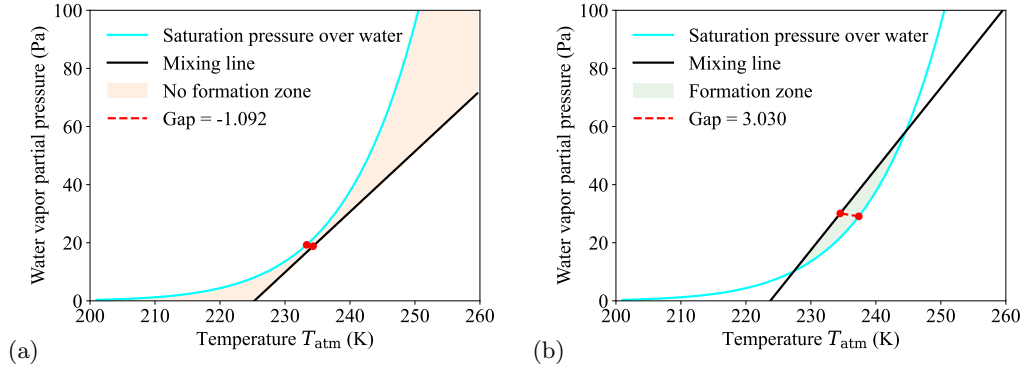 Water vapor partial pressure (Pa)
100
80
60
40
20
0
Saturation pressure over water
Mixing line
No formation zone
Gap = -1.092
200 210 220 230 240 250 260
Temperature T_atm (K)
(a)
Water vapor partial pressure (Pa)
100
80
60
40
20
0
Saturation pressure over water
Mixing line
Formation zone
Gap = 3.030
200 210 220 230 240 250 260
Temperature T_atm (K)
(b)